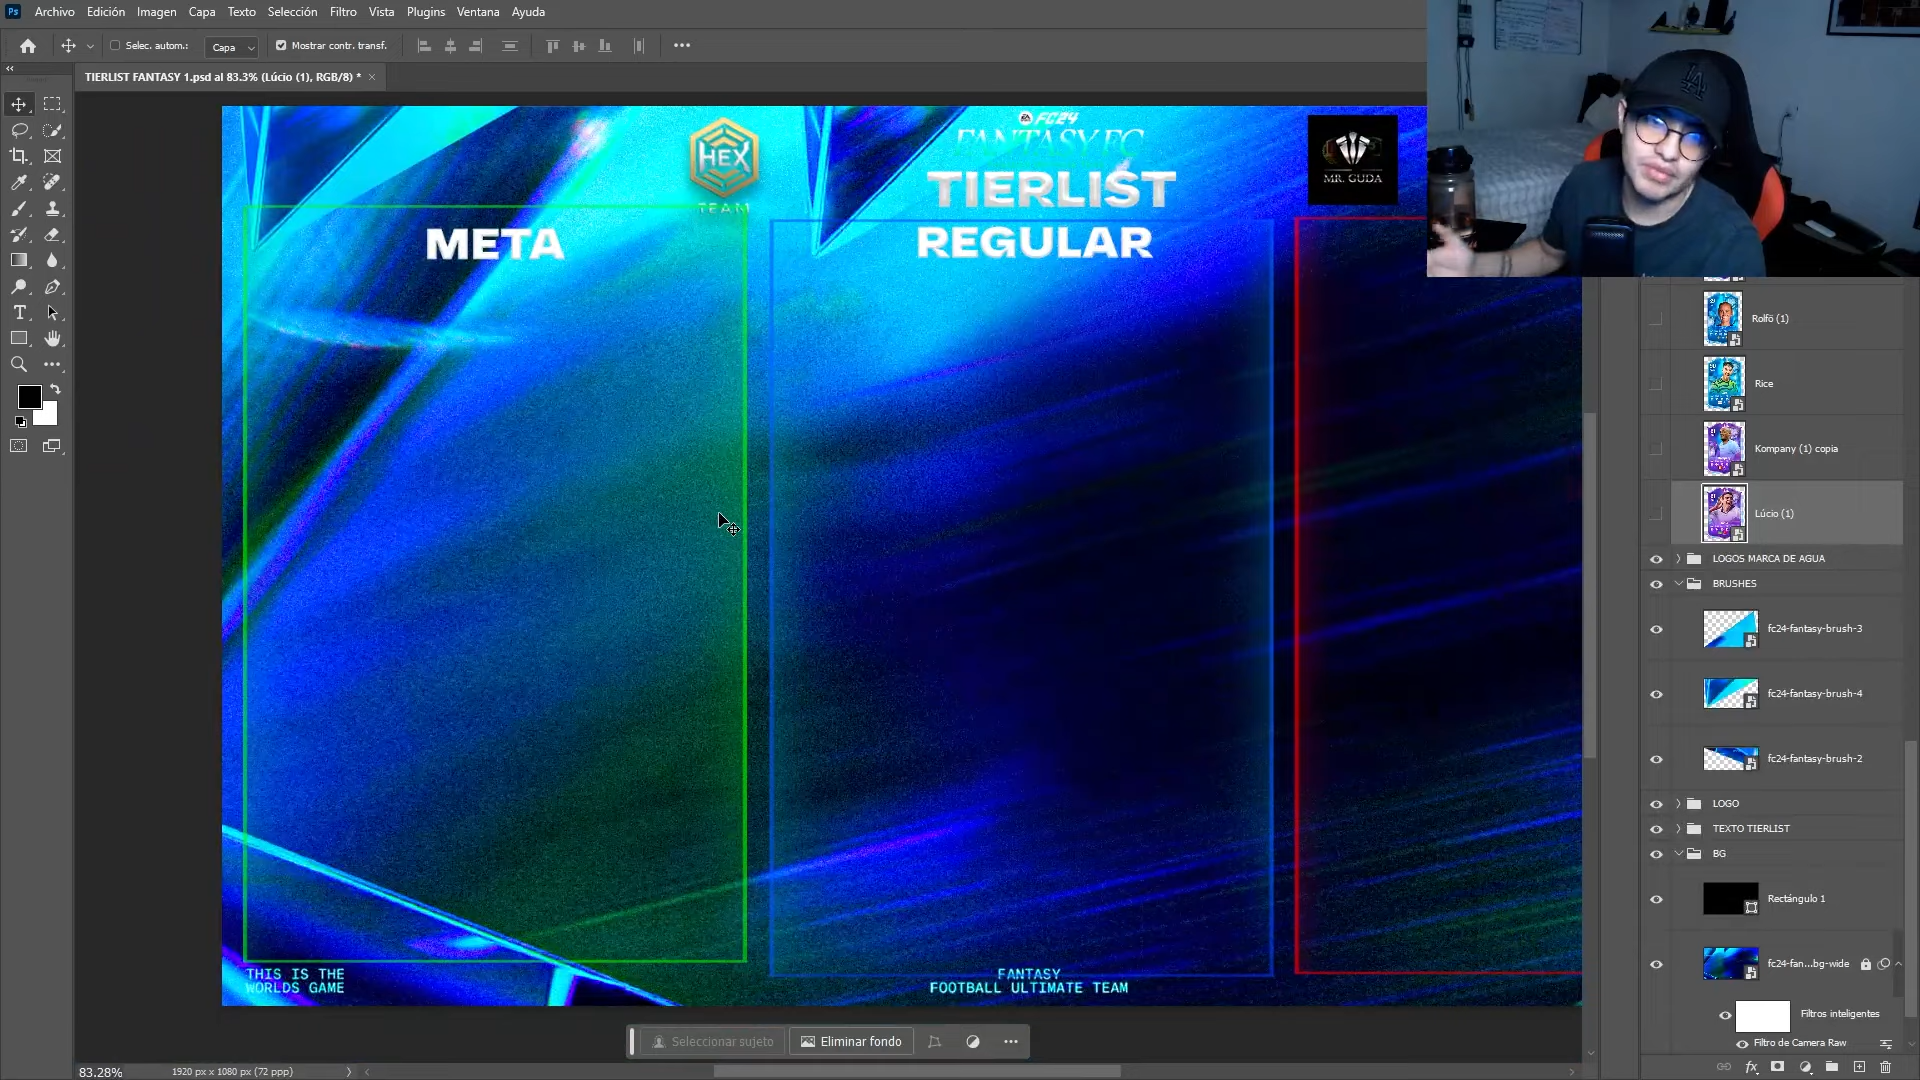 Ps Archivo Edición Imagen Capa Texto Selección Filtro Vista Plugins Ventana Ayuda
Selec. autom.: Capa Mostrar contr. transf.
TIERLIST FANTASY 1.psd al 83.3% (Lúcio (1), RGB/8) *
HEX
TEAM
FC24
FANTASY FC
TIERLIST
MR. GUDA
META
REGULAR
THIS IS THE
WORLDS GAME
FANTASY
FOOTBALL ULTIMATE TEAM
LA
Rolfö (1)
Rice
Kompany (1) copia
Lúcio (1)
LOGOS MARCA DE AGUA
BRUSHES
fc24-fantasy-brush-3
fc24-fantasy-brush-4
fc24-fantasy-brush-2
LOGO
TEXTO TIERLIST
BG
Rectángulo 1
fc24-fan...bg-wide
Filtros inteligentes
Filtro de Camera Raw
Seleccionar sujeto
Eliminar fondo
83.28% 1920 px x 1080 px (72 ppp)
fx